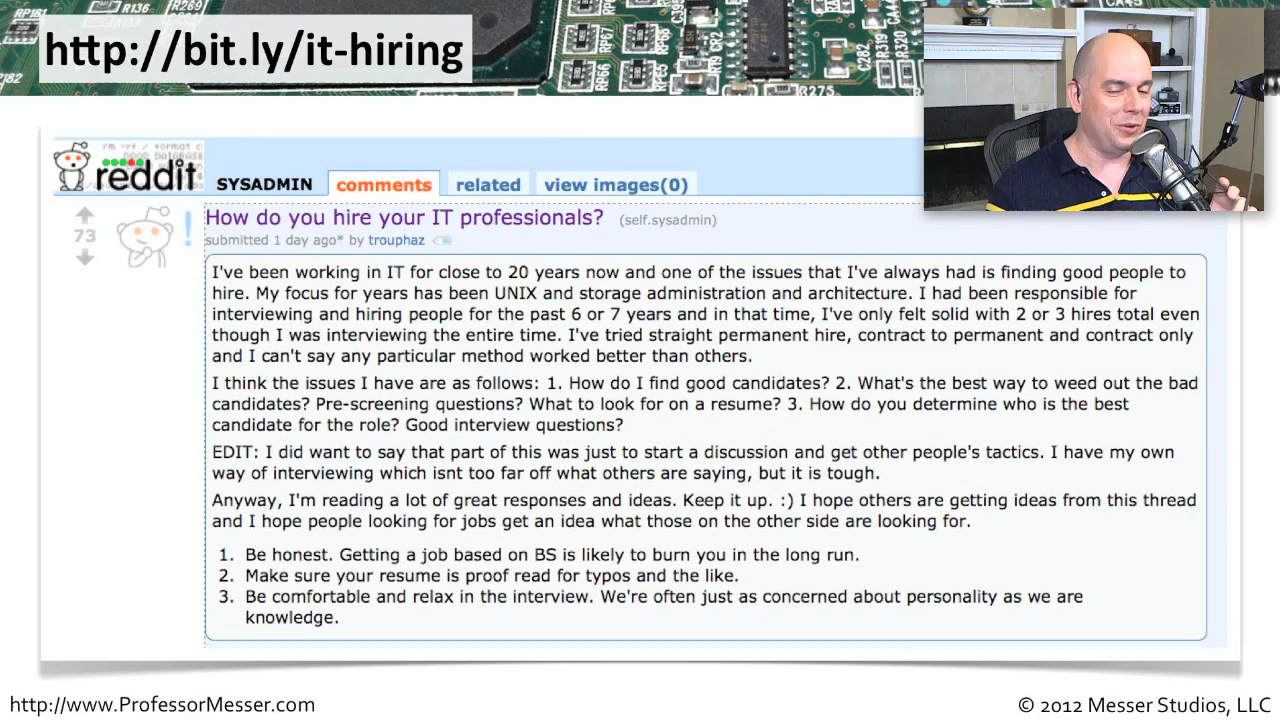 http://bit.ly/it-hiring
reddit
SYSADMIN comments related view images(0)
How do you hire your IT professionals? (self.sysadmin)
73
submitted 1 day ago* by trouphaz
I've been working in IT for close to 20 years now and one of the issues that I've always had is finding good people to
hire. My focus for years has been UNIX and storage administration and architecture. I had been responsible for
interviewing and hiring people for the past 6 or 7 years and in that time, I've only felt solid with 2 or 3 hires total even
though I was interviewing the entire time. I've tried straight permanent hire, contract to permanent and contract only
and I can't say any particular method worked better than others.
I think the issues I have are as follows: 1. How do I find good candidates? 2. What's the best way to weed out the bad
candidates? Pre-screening questions? What to look for on a resume? 3. How do you determine who is the best
candidate for the role? Good interview questions?
EDIT: I did want to say that part of this was just to start a discussion and get other people's tactics. I have my own
way of interviewing which isnt too far off what others are saying, but it is tough.
Anyway, I'm reading a lot of great responses and ideas. Keep it up. :) I hope others are getting ideas from this thread
and I hope people looking for jobs get an idea what those on the other side are looking for.
1. Be honest. Getting a job based on BS is likely to burn you in the long run.
2. Make sure your resume is proof read for typos and the like.
3. Be comfortable and relax in the interview. We're often just as concerned about personality as we are
knowledge.
http://www.ProfessorMesser.com
© 2012 Messer Studios, LLC